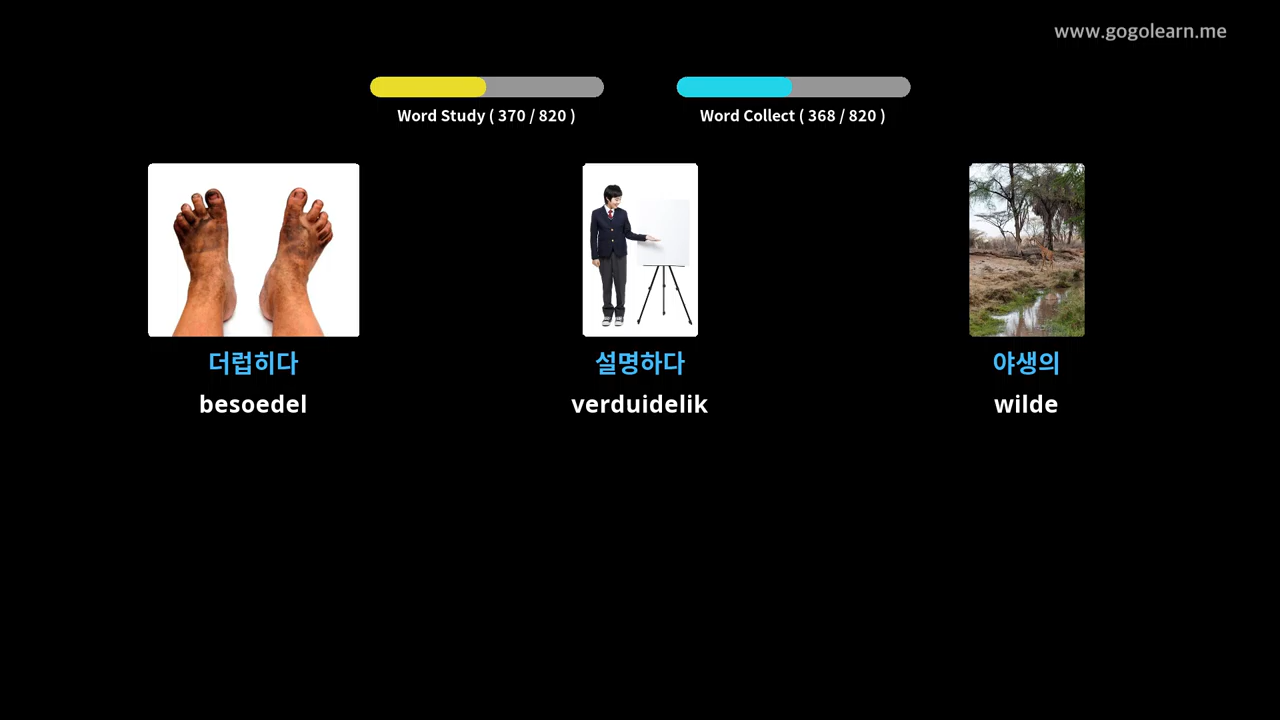 www.gogolearn.me
Word Study ( 370 / 820 )
Word Collect ( 368 / 820 )
더럽히다
besoedel
설명하다
verduidelik
야생의
wilde